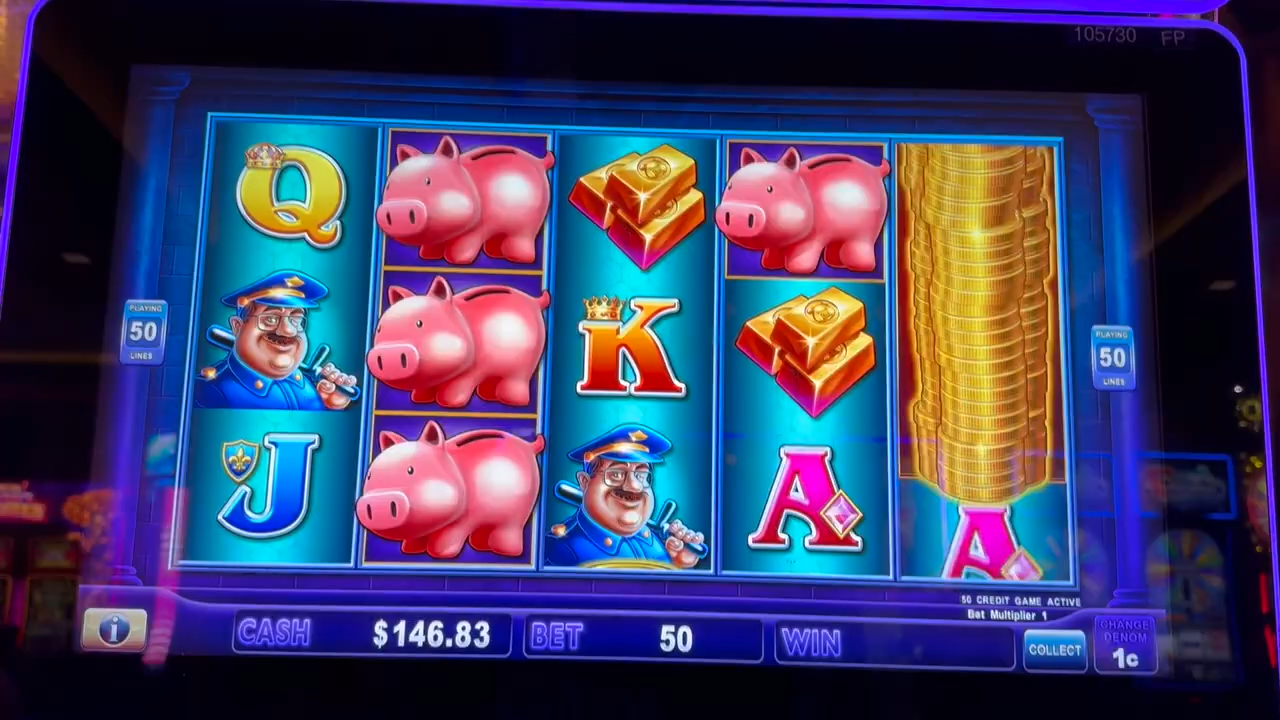 105730 FP
Q
K
J
A
A
PLAYING
50
LINES
PLAYING
50
LINES
50 CREDIT GAME ACTIVE
Bet Multiplier 1
i
CASH $146.83
BET 50
WIN
COLLECT
CHANGE
DENOM
1c